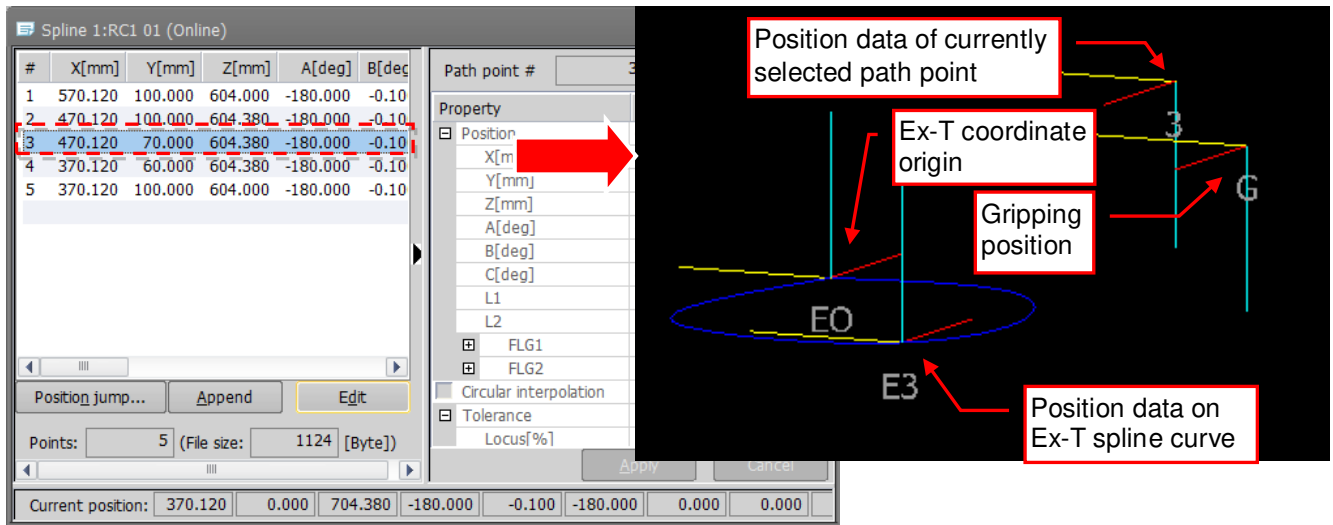 Spline 1:RC1 01 (Online)
# X[mm] Y[mm] Z[mm] A[deg] B[deg
1 570.120 100.000 604.000 -180.000 -0.10
2 470.120 100.000 604.380 -180.000 -0.10
3 470.120 70.000 604.380 -180.000 -0.10
4 370.120 60.000 604.380 -180.000 -0.10
5 370.120 100.000 604.000 -180.000 -0.10
Position jump... Append Edit
Points: 5 (File size: 1124 [Byte])
Path point # 3
Property
Position
X[m
Y[mm]
Z[mm]
A[deg]
B[deg]
C[deg]
L1
L2
FLG1
FLG2
Circular interpolation
Tolerance
Locus[%]
Apply Cancel
Current position: 370.120 0.000 704.380 -180.000 -0.100 -180.000 0.000 0.000
Position data of currently
selected path point
Ex-T coordinate
origin
3
G
Gripping
position
EO
E3
Position data on
Ex-T spline curve